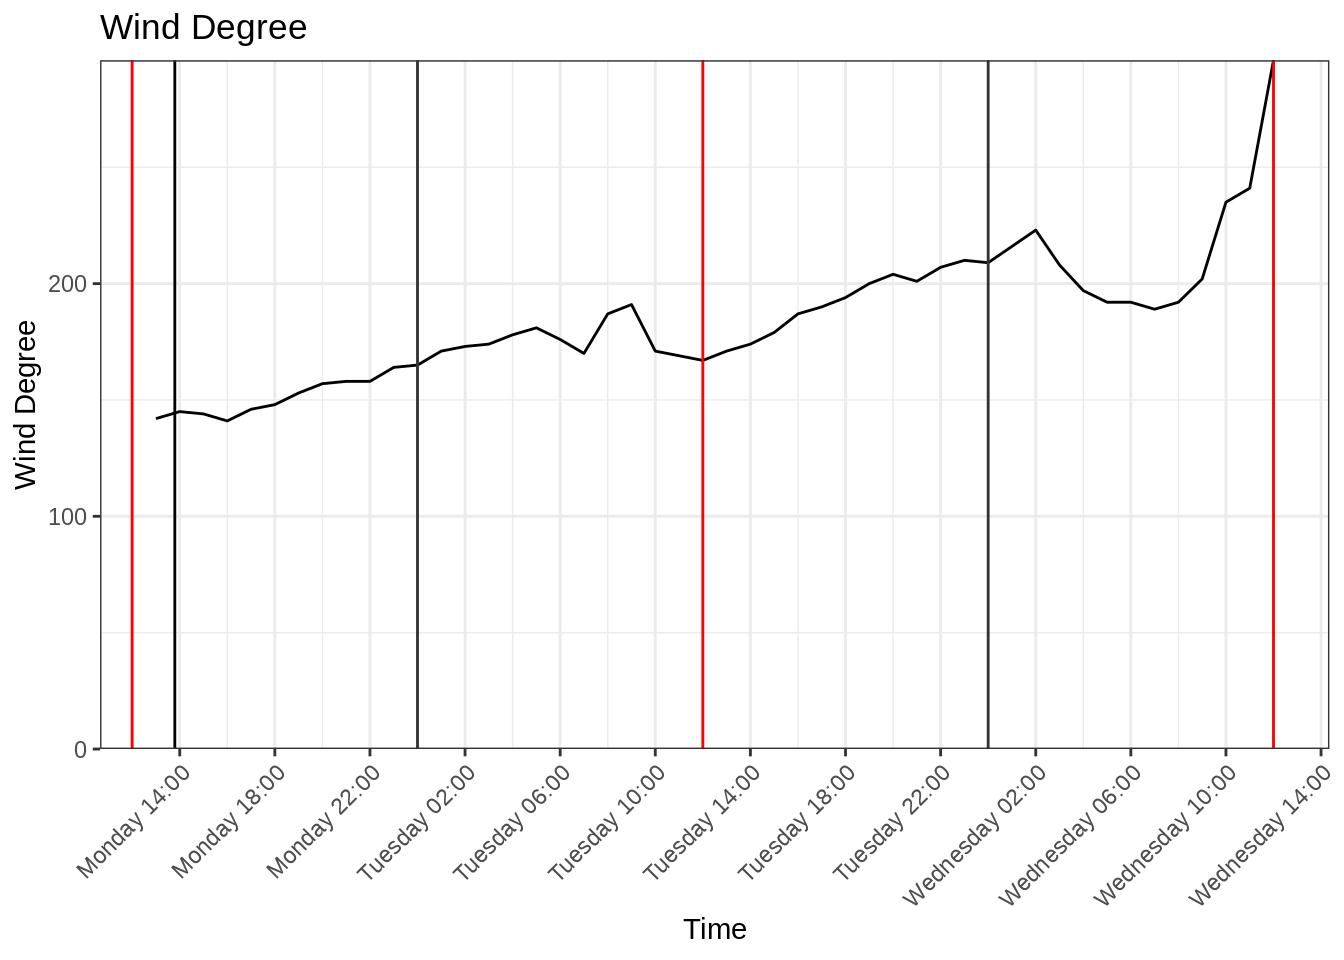 Wind Degree
Wind Degree
200
100
0
Monday 14:00
Monday 18:00
Monday 22:00
Tuesday 02:00
Tuesday 06:00
Tuesday 10:00
Tuesday 14:00
Tuesday 18:00
Tuesday 22:00
Wednesday 02:00
Wednesday 06:00
Wednesday 10:00
Wednesday 14:00
Time